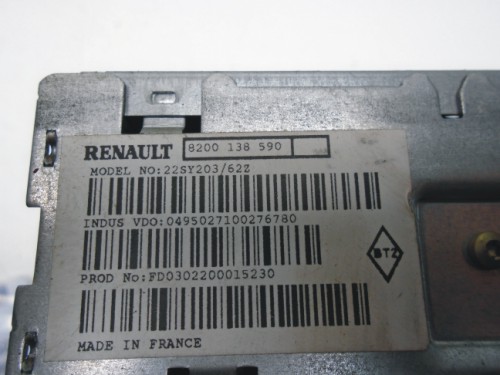 RENAULT 8200 138 590
MODEL NO:22SY203/62Z
INDUS VDO:0495027100276780
BTZ
PROD No:FD0302200015230
MADE IN FRANCE